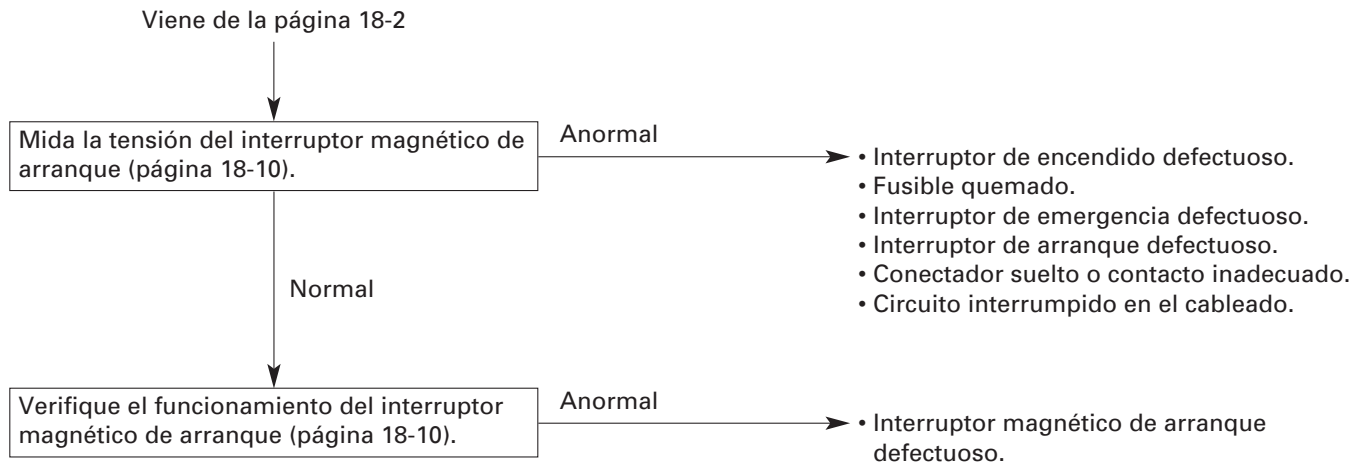 Viene de la página 18-2
Mida la tensión del interruptor magnético de
arranque (página 18-10).
Anormal
• Interruptor de encendido defectuoso.
• Fusible quemado.
• Interruptor de emergencia defectuoso.
• Interruptor de arranque defectuoso.
• Conectador suelto o contacto inadecuado.
• Circuito interrumpido en el cableado.
Normal
Verifique el funcionamiento del interruptor
magnético de arranque (página 18-10).
Anormal
• Interruptor magnético de arranque
defectuoso.